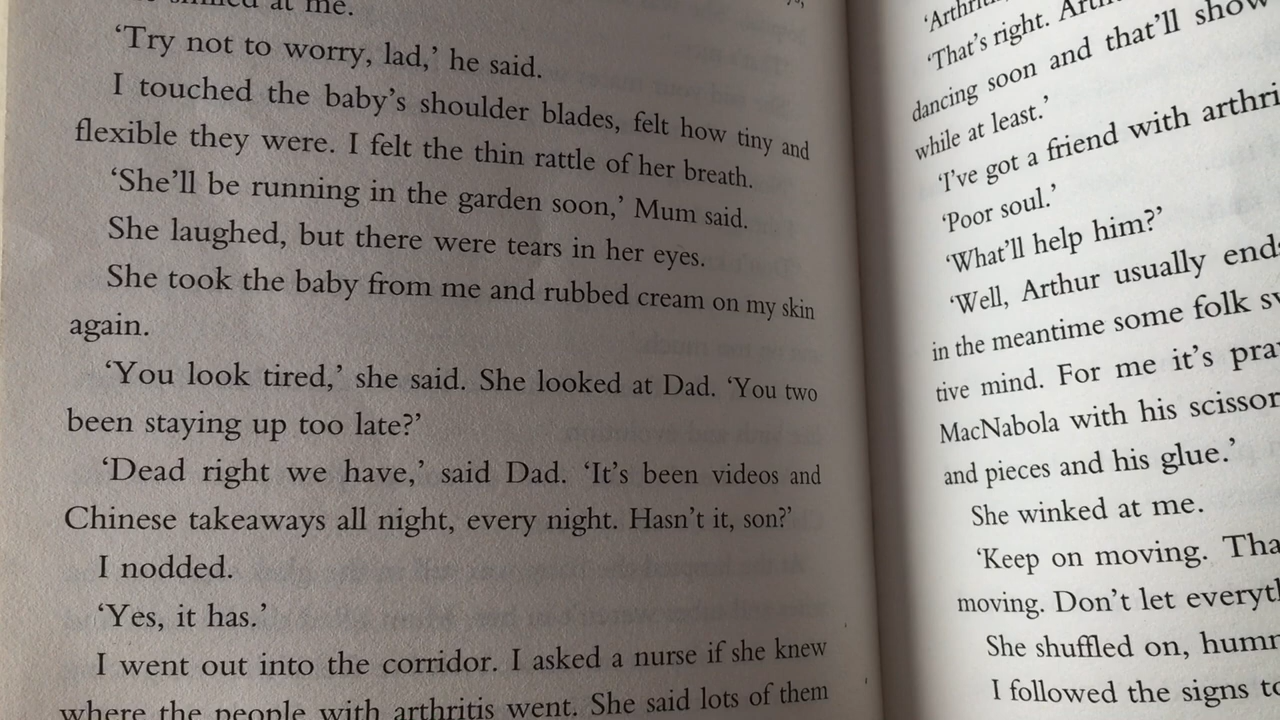 at me.
‘Try not to worry, lad,’ he said.
I touched the baby’s shoulder blades, felt how tiny and
flexible they were. I felt the thin rattle of her breath.
‘She’ll be running in the garden soon,’ Mum said.
She laughed, but there were tears in her eyes.
She took the baby from me and rubbed cream on my skin
again.
‘You look tired,’ she said. She looked at Dad. ‘You two
been staying up too late?’
‘Dead right we have,’ said Dad. ‘It’s been videos and
Chinese takeaways all night, every night. Hasn’t it, son?’
I nodded.
‘Yes, it has.’
I went out into the corridor. I asked a nurse if she knew
where the people with arthritis went. She said lots of them
‘That’s right.
dancing soon and that’ll show
while at least.’
‘I’ve got a friend with
‘Poor soul.’
‘What’ll help him?’
‘Well, Arthur usually
in the meantime some folk
tive mind. For me it’s
MacNabola with his
and pieces and his glue.’
She winked at me.
‘Keep on moving.
moving. Don’t let
She shuffled on,
I followed the signs